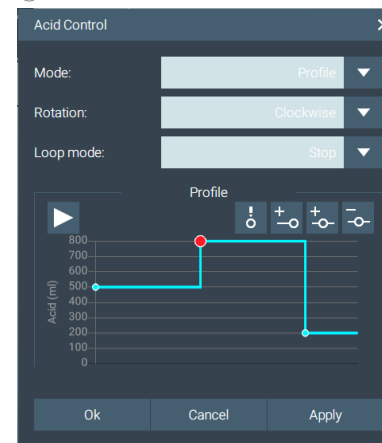 Acid Control
Mode: Profile
Rotation: Clockwise
Loop mode: Stop
Profile
800
700
600
500
400
300
200
100
0
Acid (ml)
Ok Cancel Apply